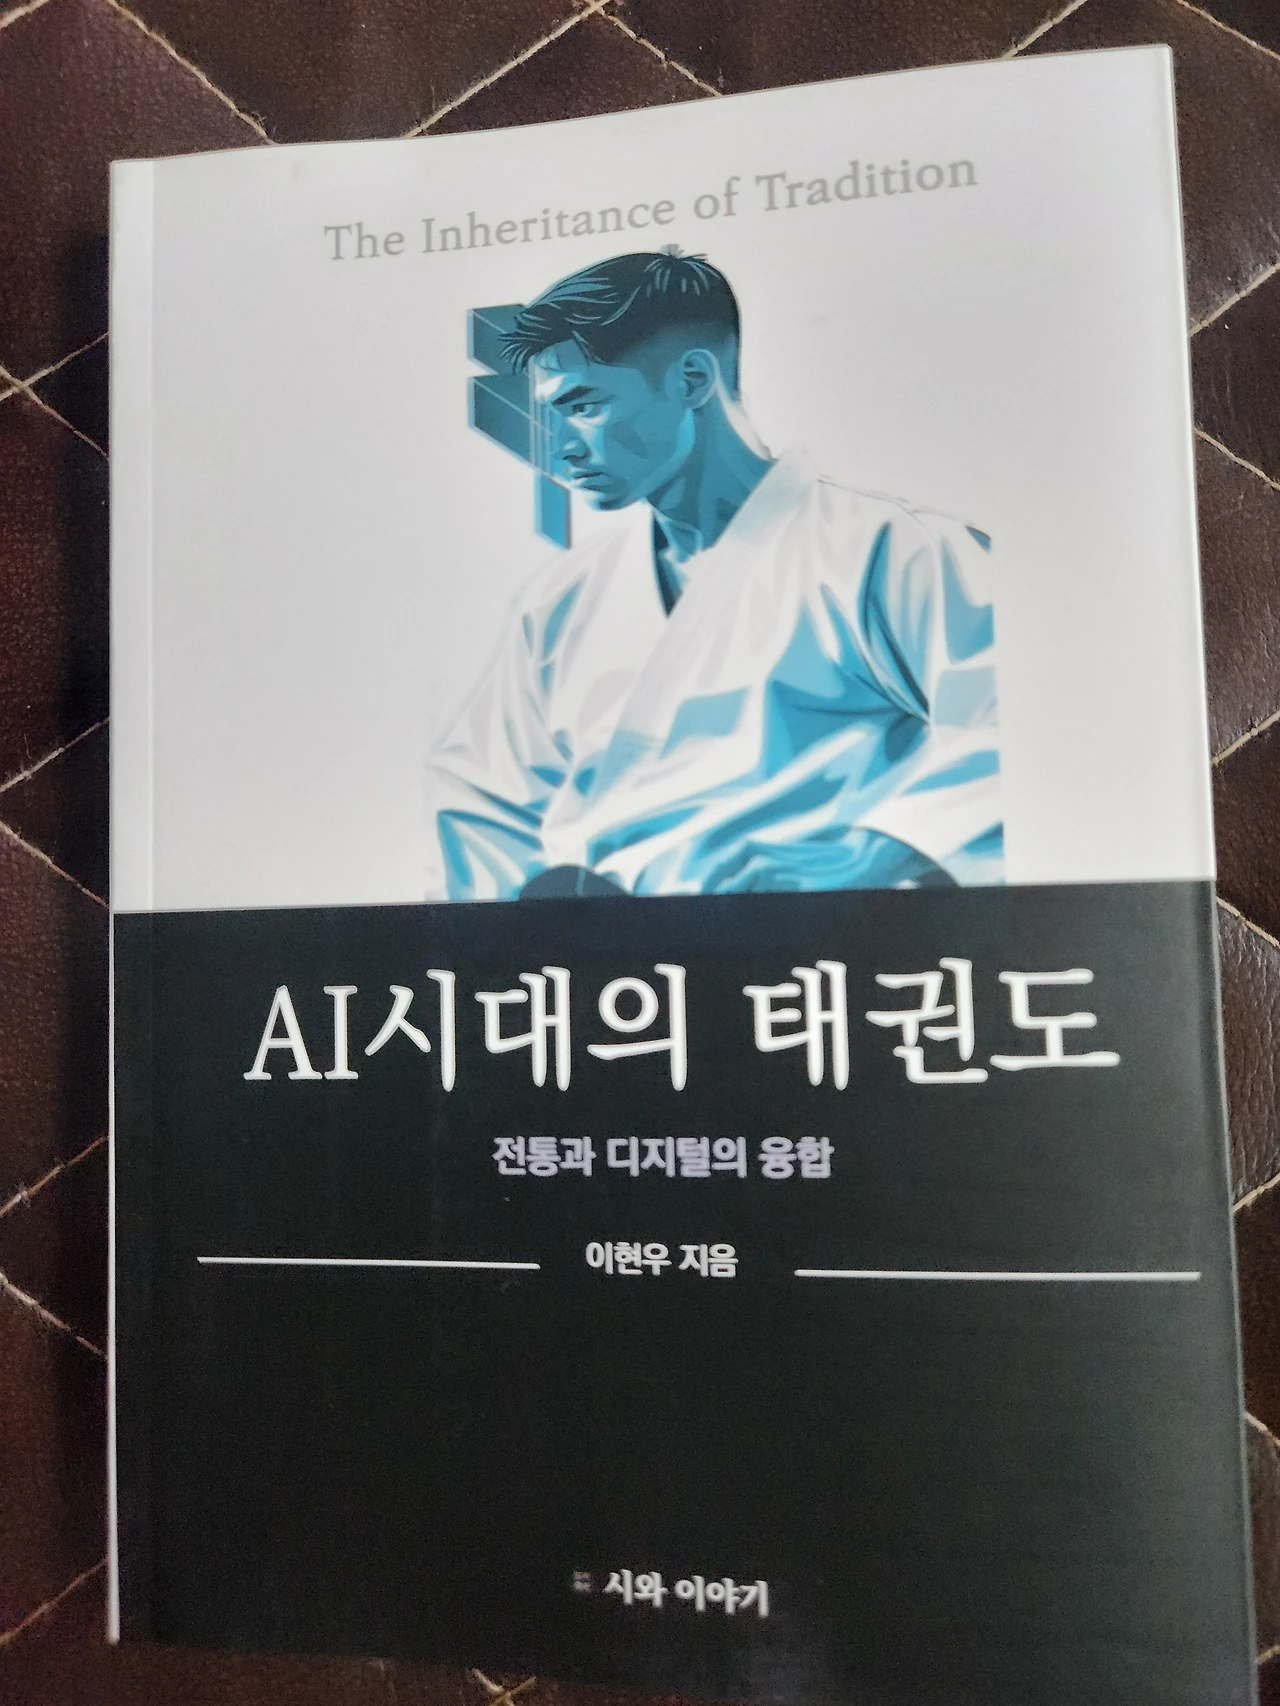 The Inheritance of Tradition
AI시대의 태권도
전통과 디지털의 융합
이현우 지음
시와 이야기